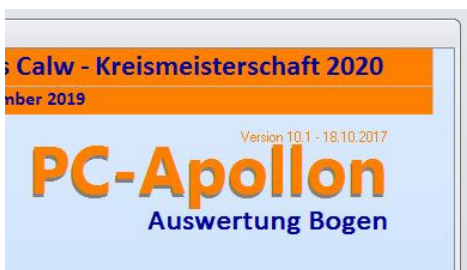 s Calw - Kreismeisterschaft 2020
mber 2019
Version 10.1 - 18.10.2017
PC-Apollon
Auswertung Bogen